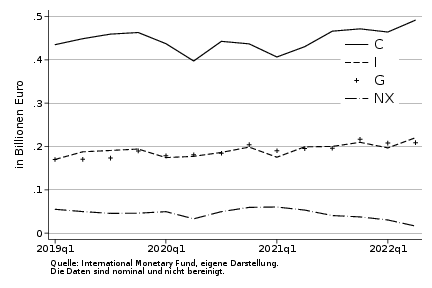 in Billionen Euro
.5
.4
.3
.2
.1
0
C
I
G
NX
2019q1 2020q1 2021q1 2022q1
Quelle: International Monetary Fund, eigene Darstellung.
Die Daten sind nominal und nicht bereinigt.